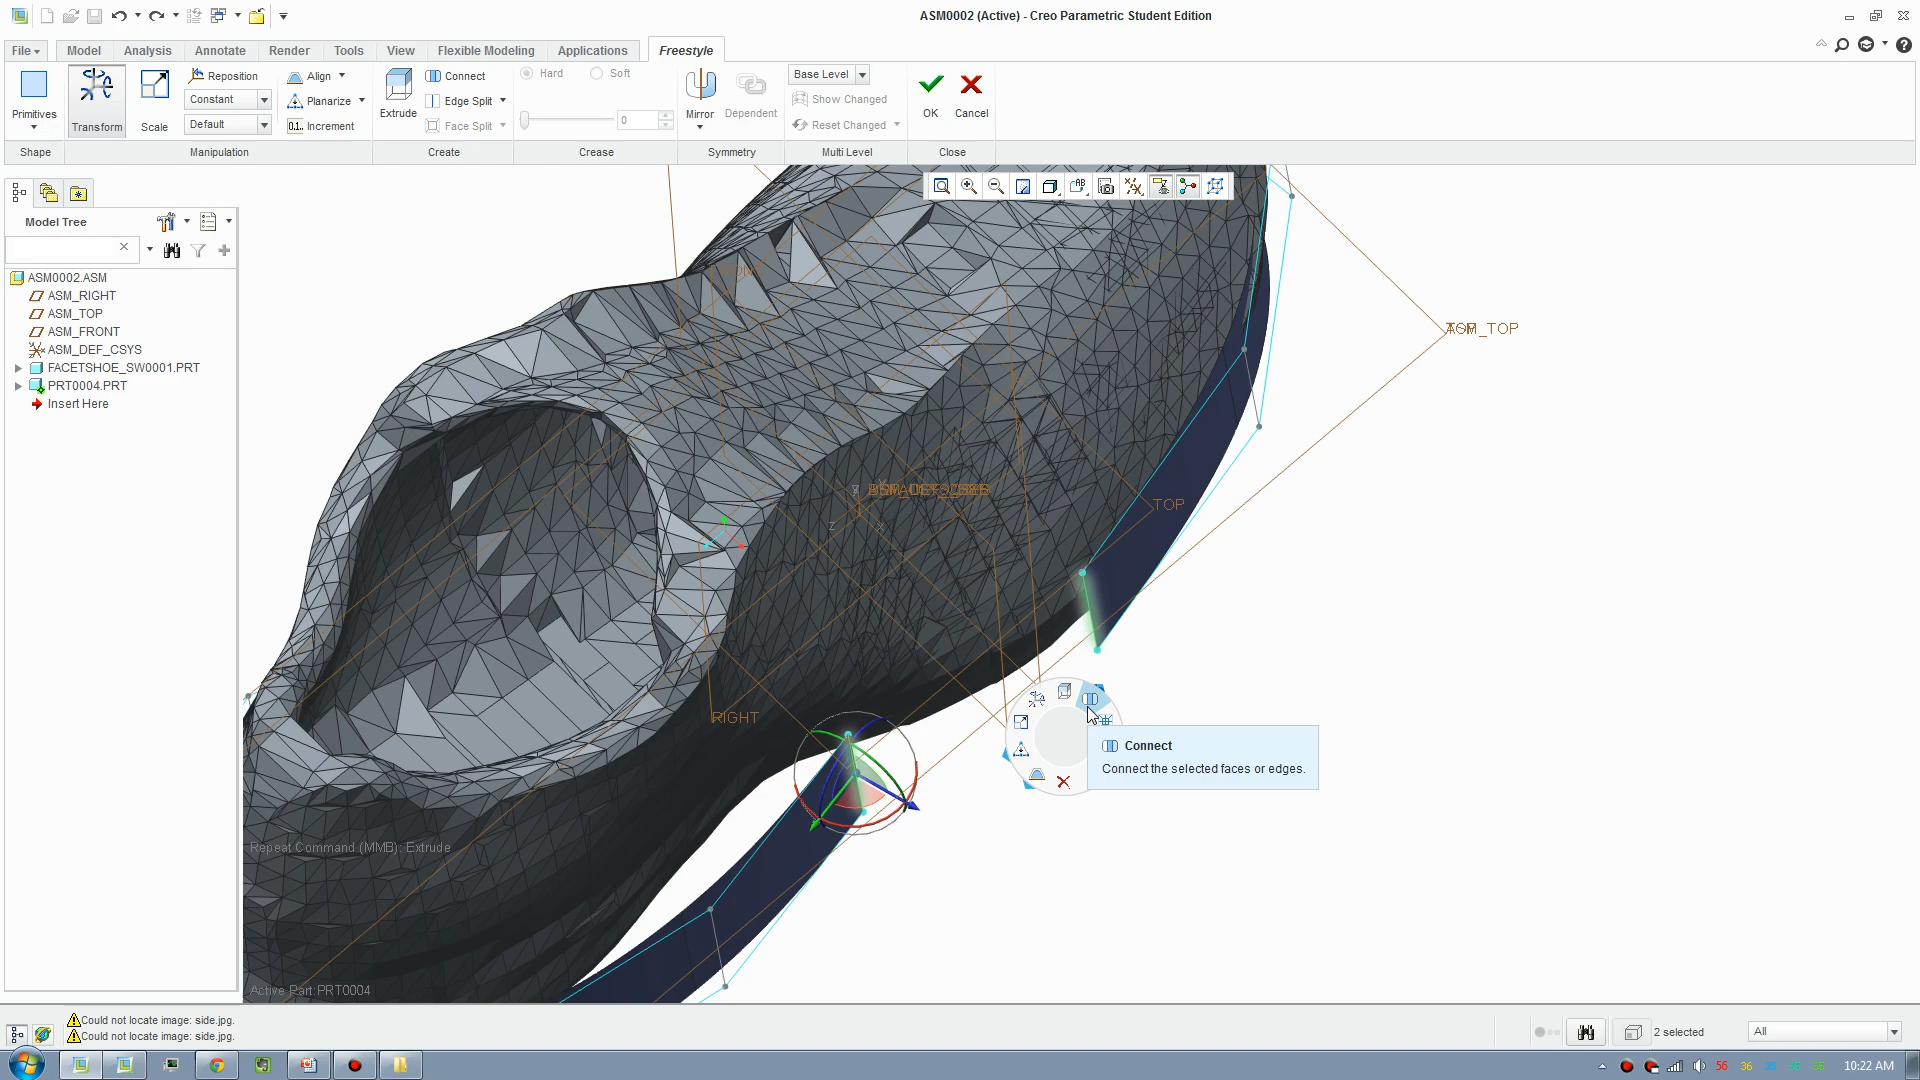 ASM0002 (Active) - Creo Parametric Student Edition
File Model Analysis Annotate Render Tools View Flexible Modeling Applications Freestyle
Primitives
Transform
Scale
Reposition
Constant
Default
Align
Planarize
Increment
Extrude
Connect
Edge Split
Face Split
Hard Soft
0
Mirror
Dependent
Base Level
Show Changed
Reset Changed
OK
Cancel
Shape Manipulation Create Crease Symmetry Multi Level Close
Model Tree
ASM0002.ASM
ASM_RIGHT
ASM_TOP
ASM_FRONT
ASM_DEF_CSYS
FACETSHOE_SW0001.PRT
PRT0004.PRT
Insert Here
ASM_TOP
TOP
RIGHT
Z
X
Connect
Connect the selected faces or edges.
Repeat Command (MMB): Extrude
Active Part:PRT0004
Could not locate image: side.jpg.
Could not locate image: side.jpg.
2 selected
All
56 36
10:22 AM